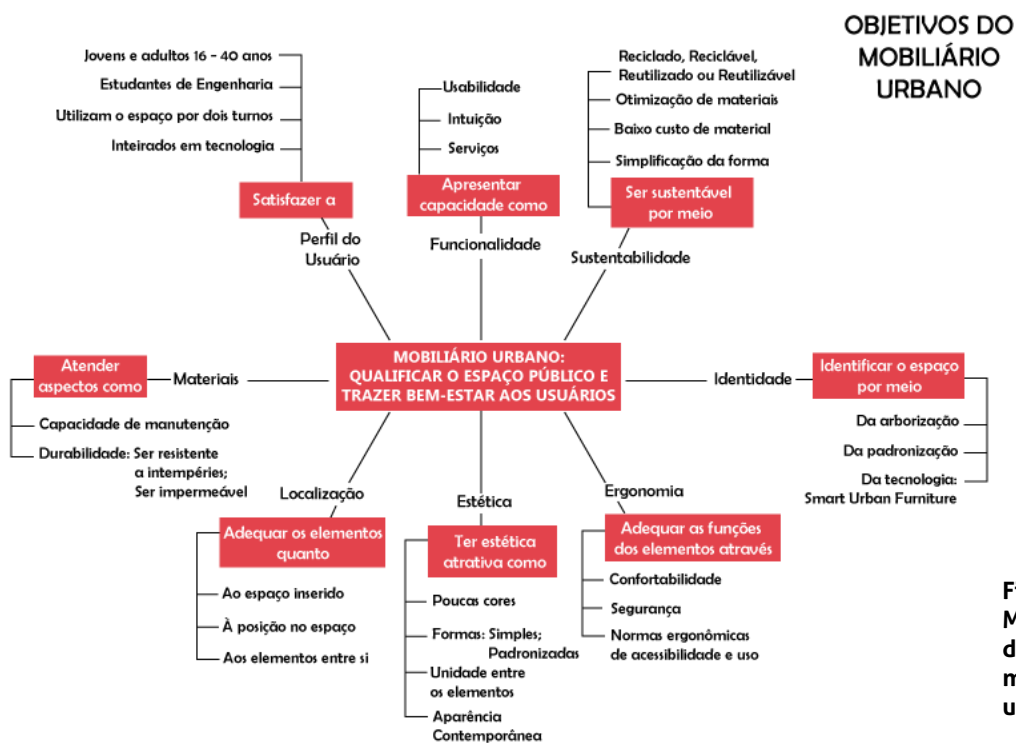 OBJETIVOS DO
MOBILIÁRIO
URBANO
Jovens e adultos 16 - 40 anos
Estudantes de Engenharia
Utilizam o espaço por dois turnos
Inteirados em tecnologia
Satisfazer a
Perfil do
Usuário
Usabilidade
Intuição
Serviços
Apresentar
capacidade como
Funcionalidade
Reciclado, Reciclável,
Reutilizado ou Reutilizável
Otimização de materiais
Baixo custo de material
Simplificação da forma
Ser sustentável
por meio
Sustentabilidade
MOBILIÁRIO URBANO:
QUALIFICAR O ESPAÇO PÚBLICO E
TRAZER BEM-ESTAR AOS USUÁRIOS
Atender
aspectos como
Materiais
Capacidade de manutenção
Durabilidade: Ser resistente
a intempéries;
Ser impermeável
Identidade
Identificar o espaço
por meio
Da arborização
Da padronização
Da tecnologia:
Smart Urban Furniture
Localização
Adequar os elementos
quanto
Ao espaço inserido
À posição no espaço
Aos elementos entre si
Estética
Ter estética
atrativa como
Poucas cores
Formas: Simples;
Padronizadas
Unidade entre
os elementos
Aparência
Contemporânea
Ergonomia
Adequar as funções
dos elementos através
Confortabilidade
Segurança
Normas ergonômicas
de acessibilidade e uso